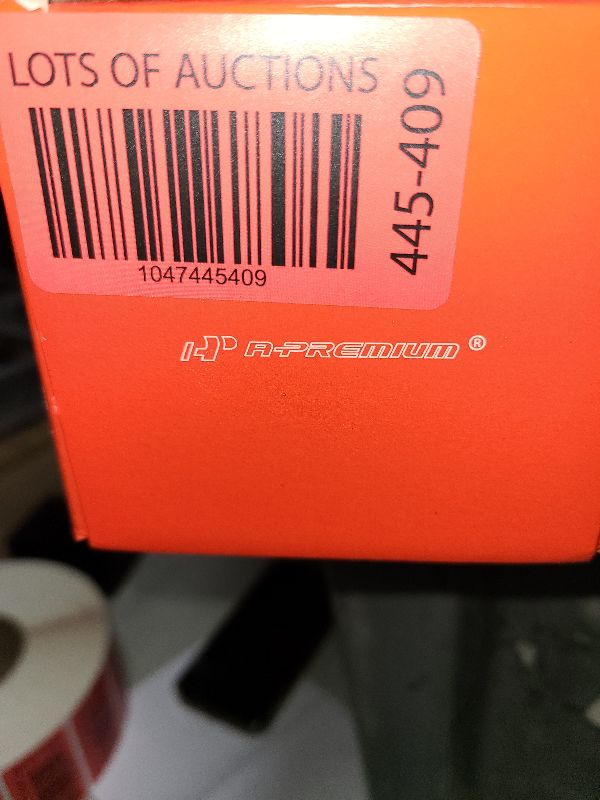 LOTS OF AUCTIONS
445-409
1047445409
A-PREMIUM®